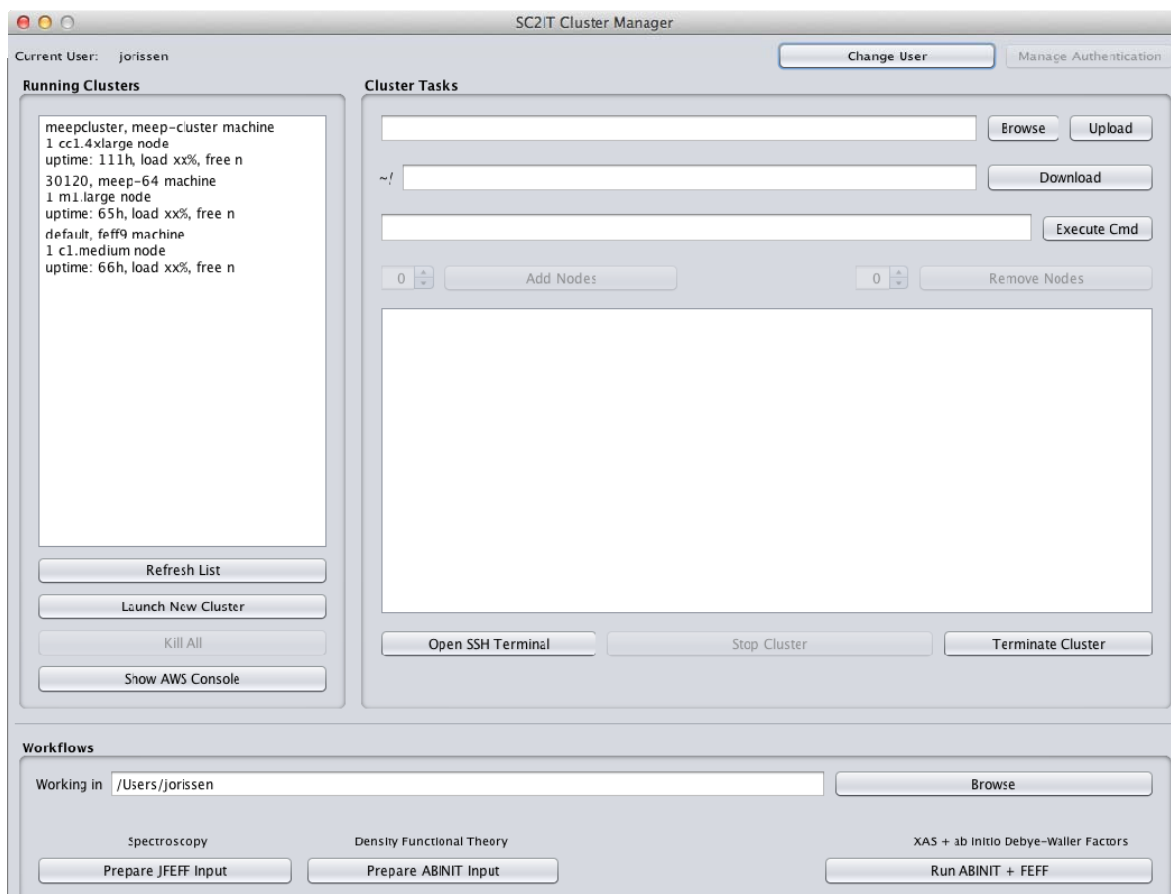 SC2IT Cluster Manager
Current User: jorissen
Change User
Manage Authentication
Running Clusters
Cluster Tasks
meepcluster, meep-cluster machine
1 cc1.4xlarge node
uptime: 111h, load xx%, free n
30120, meep-64 machine
1 m1.large node
uptime: 65h, load xx%, free n
default, feff9 machine
1 c1.medium node
uptime: 66h, load xx%, free n
Browse
Upload
~/
Download
Execute Cmd
0
Add Nodes
0
Remove Nodes
Refresh List
Launch New Cluster
Kill All
Show AWS Console
Open SSH Terminal
Stop Cluster
Terminate Cluster
Workflows
Working in /Users/jorissen
Browse
Spectroscopy
Density Functional Theory
XAS + ab initio Debye-Waller Factors
Prepare JFEFF Input
Prepare ABINIT Input
Run ABINIT + FEFF